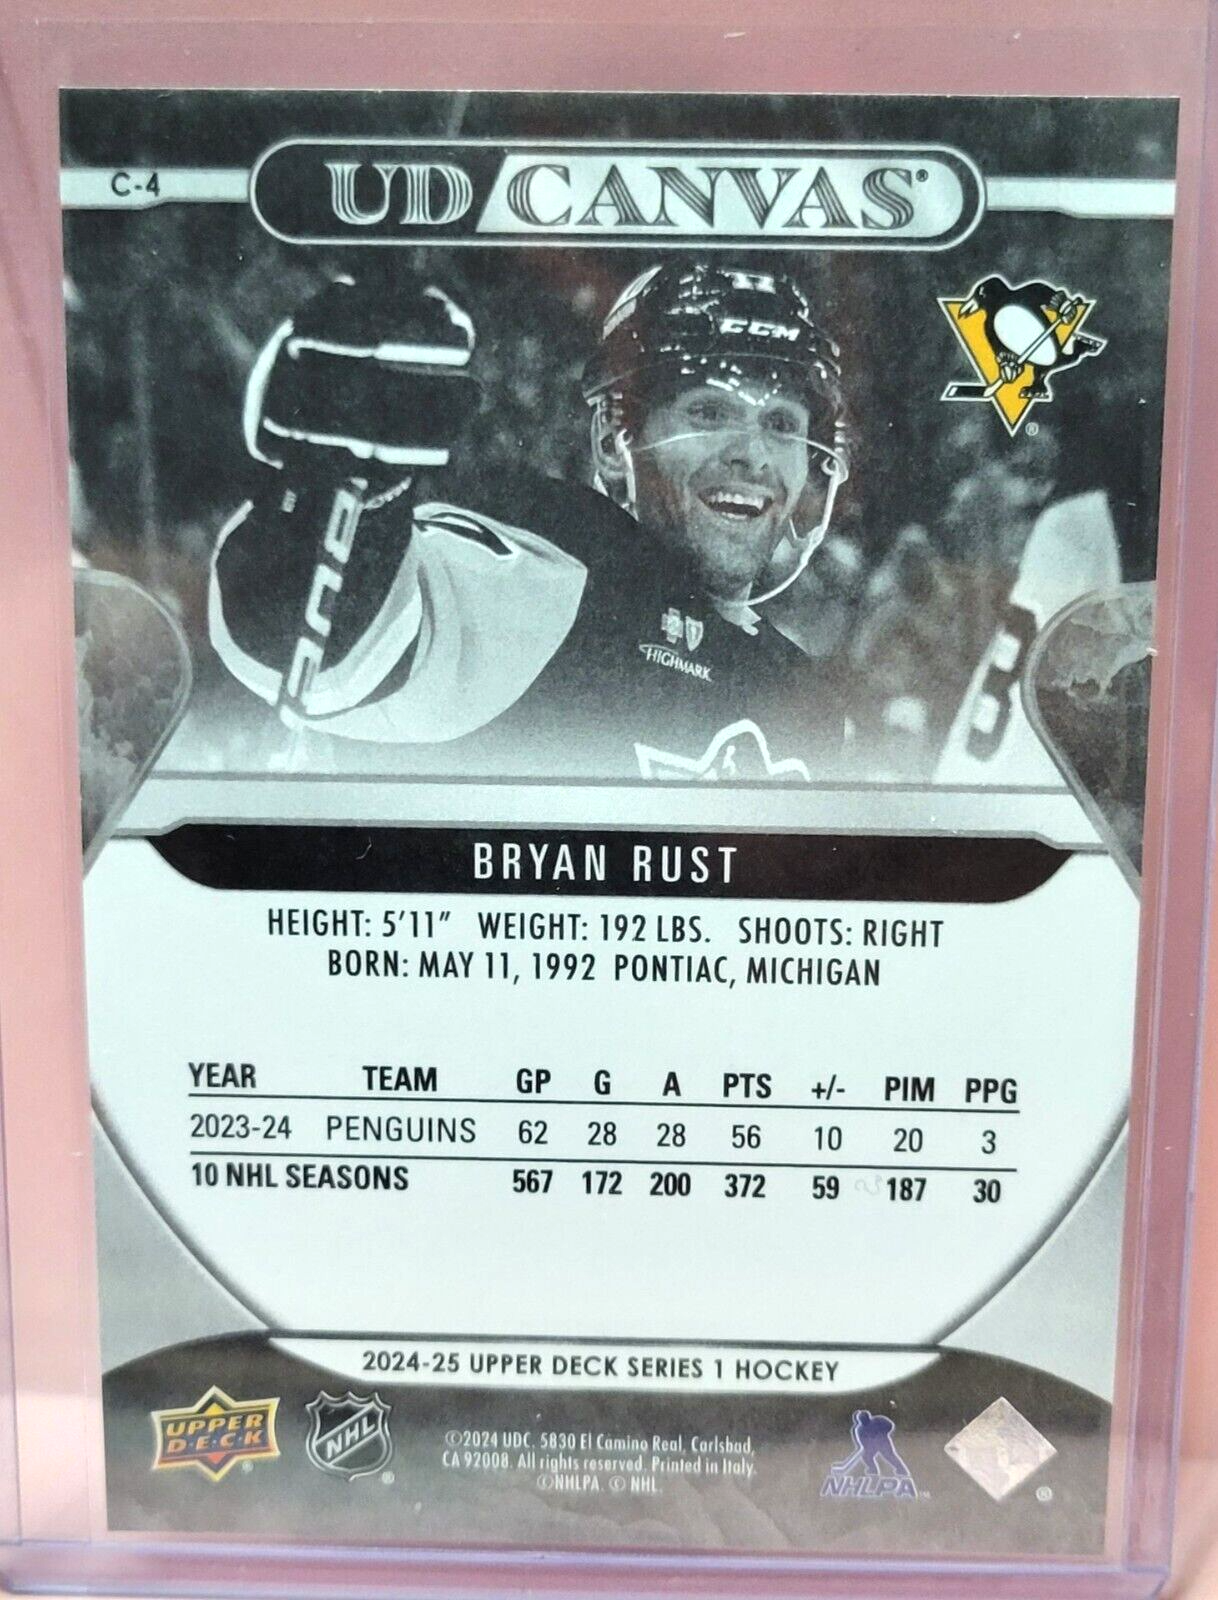 C-4
UD CANVAS®
17
CCM
HIGHMARK
BRYAN RUST
HEIGHT: 5'11" WEIGHT: 192 LBS. SHOOTS: RIGHT
BORN: MAY 11, 1992 PONTIAC, MICHIGAN
YEAR TEAM GP G A PTS +/- PIM PPG
2023-24 PENGUINS 62 28 28 56 10 20 3
10 NHL SEASONS 567 172 200 372 59 187 30
2024-25 UPPER DECK SERIES 1 HOCKEY
UPPER
D·E·C·K
NHL
©2024 UDC. 5830 El Camino Real, Carlsbad,
CA 92008. All rights reserved. Printed in Italy.
©NHLPA. © NHL.
NHLPA